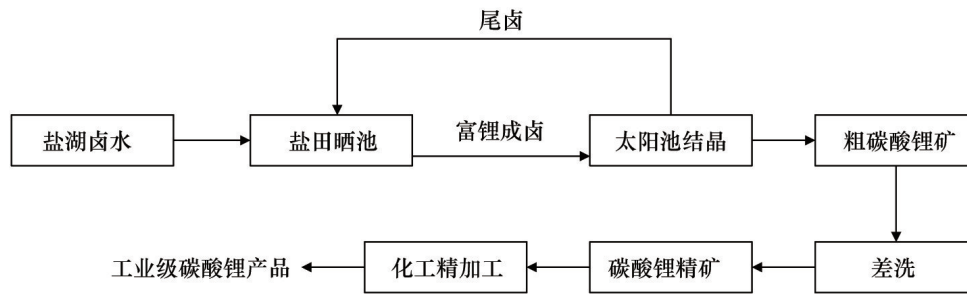 尾卤
盐湖卤水
盐田晒池
富锂成卤
太阳池结晶
粗碳酸锂矿
工业级碳酸锂产品
化工精加工
碳酸锂精矿
差洗